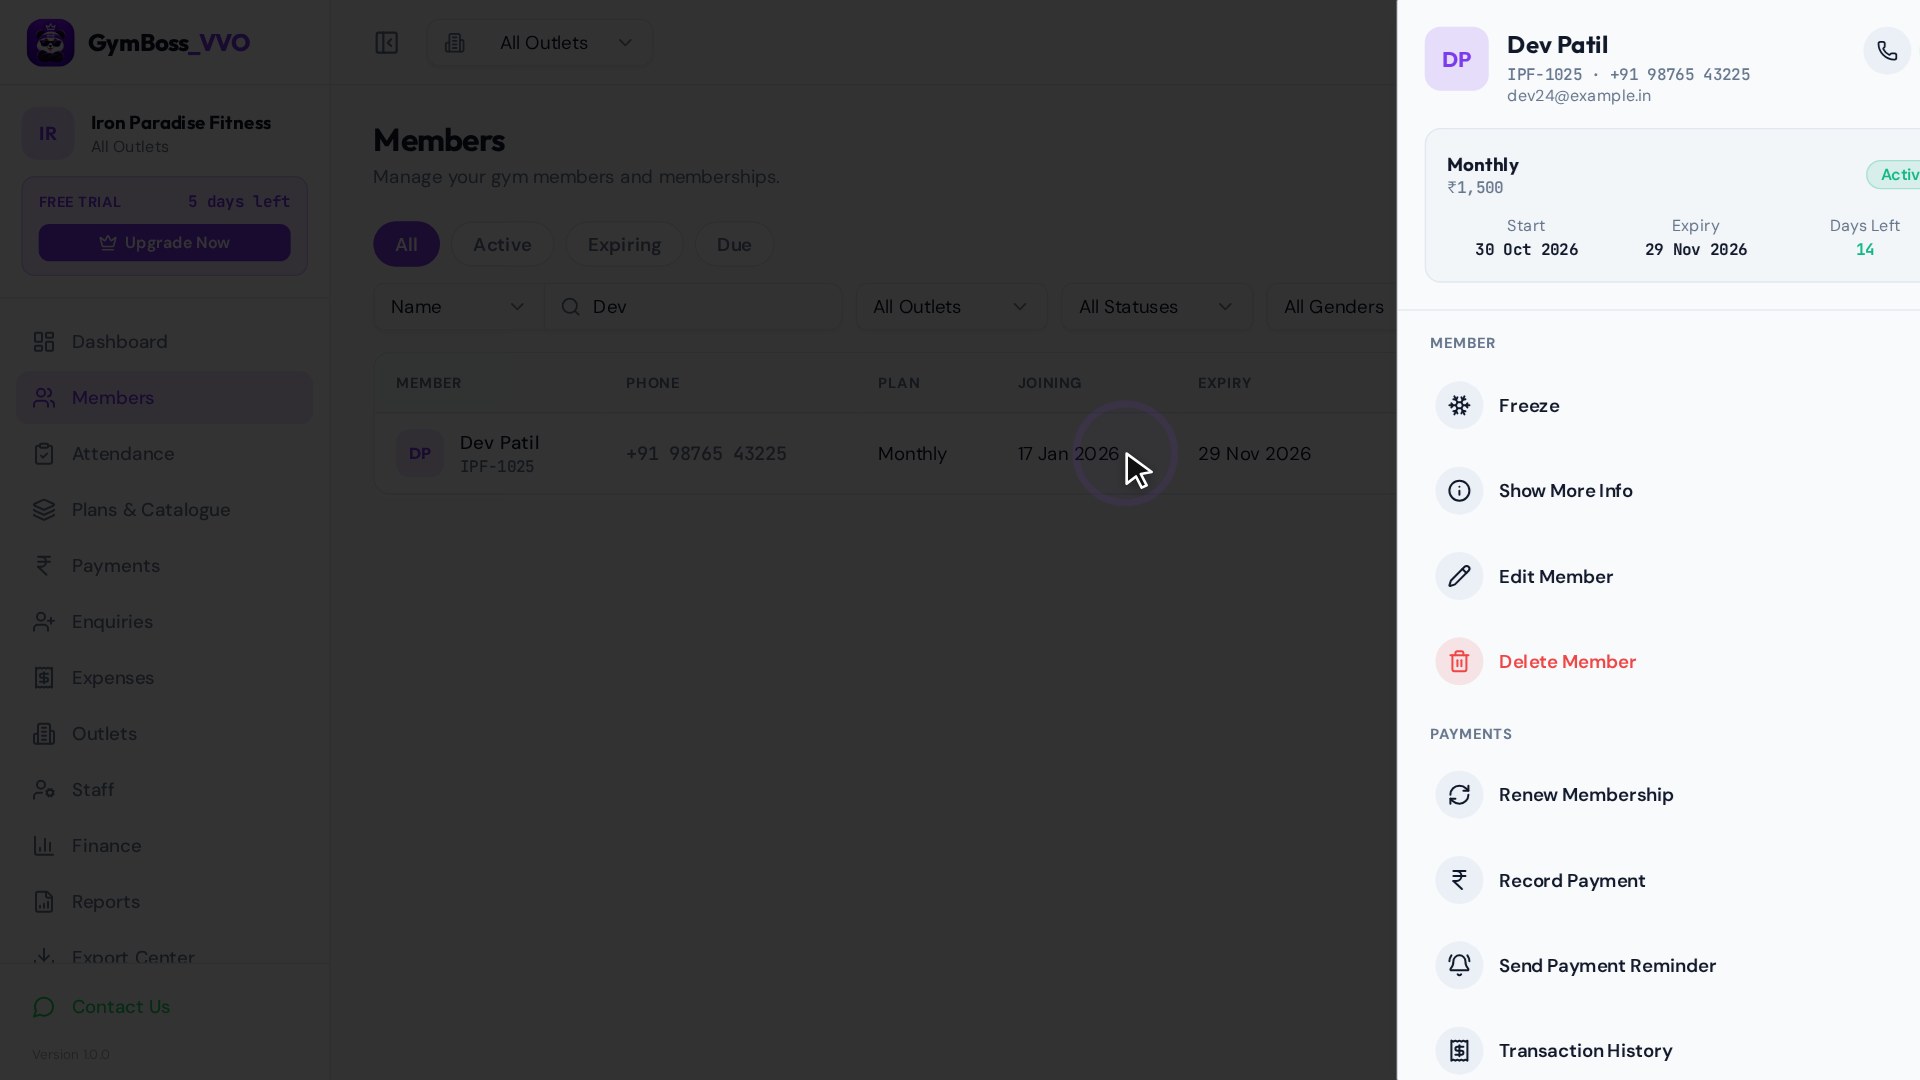 GymBoss_VVO
IR
Iron Paradise Fitness
All Outlets
FREE TRIAL
5 days left
Upgrade Now
Dashboard
Members
Attendance
Plans & Catalogue
Payments
Enquiries
Expenses
Outlets
Staff
Finance
Reports
Export Center
Contact Us
Version 1.0.0
All Outlets
Members
Manage your gym members and memberships.
All
Active
Expiring
Due
Name
Dev
All Outlets
All Statuses
All Genders
MEMBER
PHONE
PLAN
JOINING
EXPIRY
DP
Dev Patil
IPF-1025
+91 98765 43225
Monthly
17 Jan 2026
29 Nov 2026
DP
Dev Patil
IPF-1025 · +91 98765 43225
dev24@example.in
Monthly
₹1,500
Activ
Start
Expiry
Days Left
30 Oct 2026
29 Nov 2026
14
MEMBER
Freeze
Show More Info
Edit Member
Delete Member
PAYMENTS
Renew Membership
Record Payment
Send Payment Reminder
Transaction History